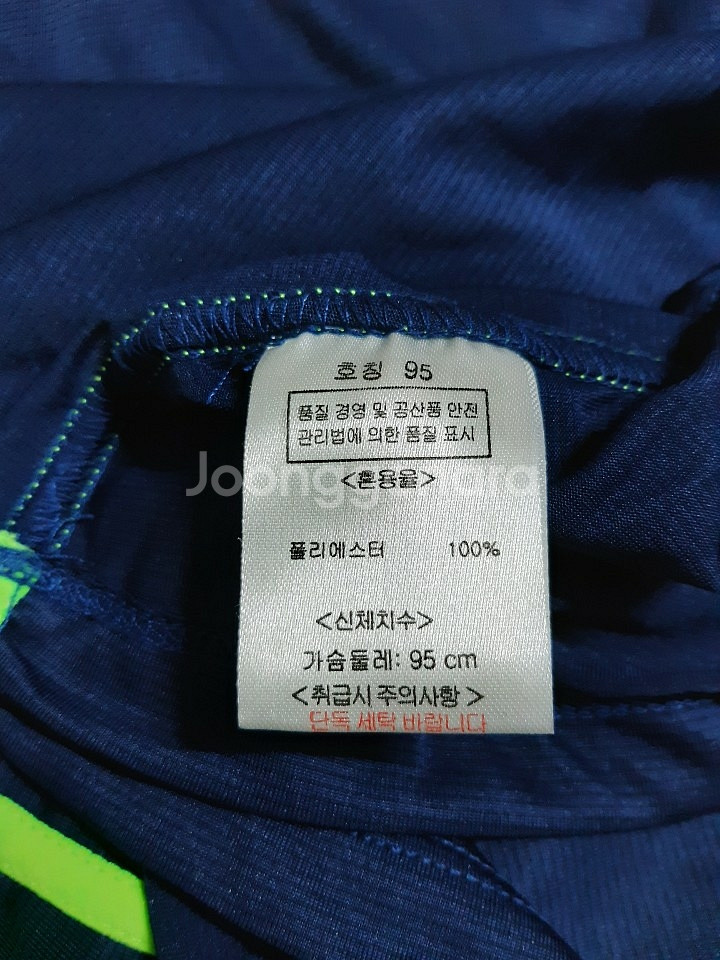 호칭 95
품질 경영 및 공산품 안전
관리법에 의한 품질 표시
<혼용율>
폴리에스터 100%
<신체치수>
가슴둘레: 95 cm
<취급시 주의사항 >
단독 세탁 바랍니다